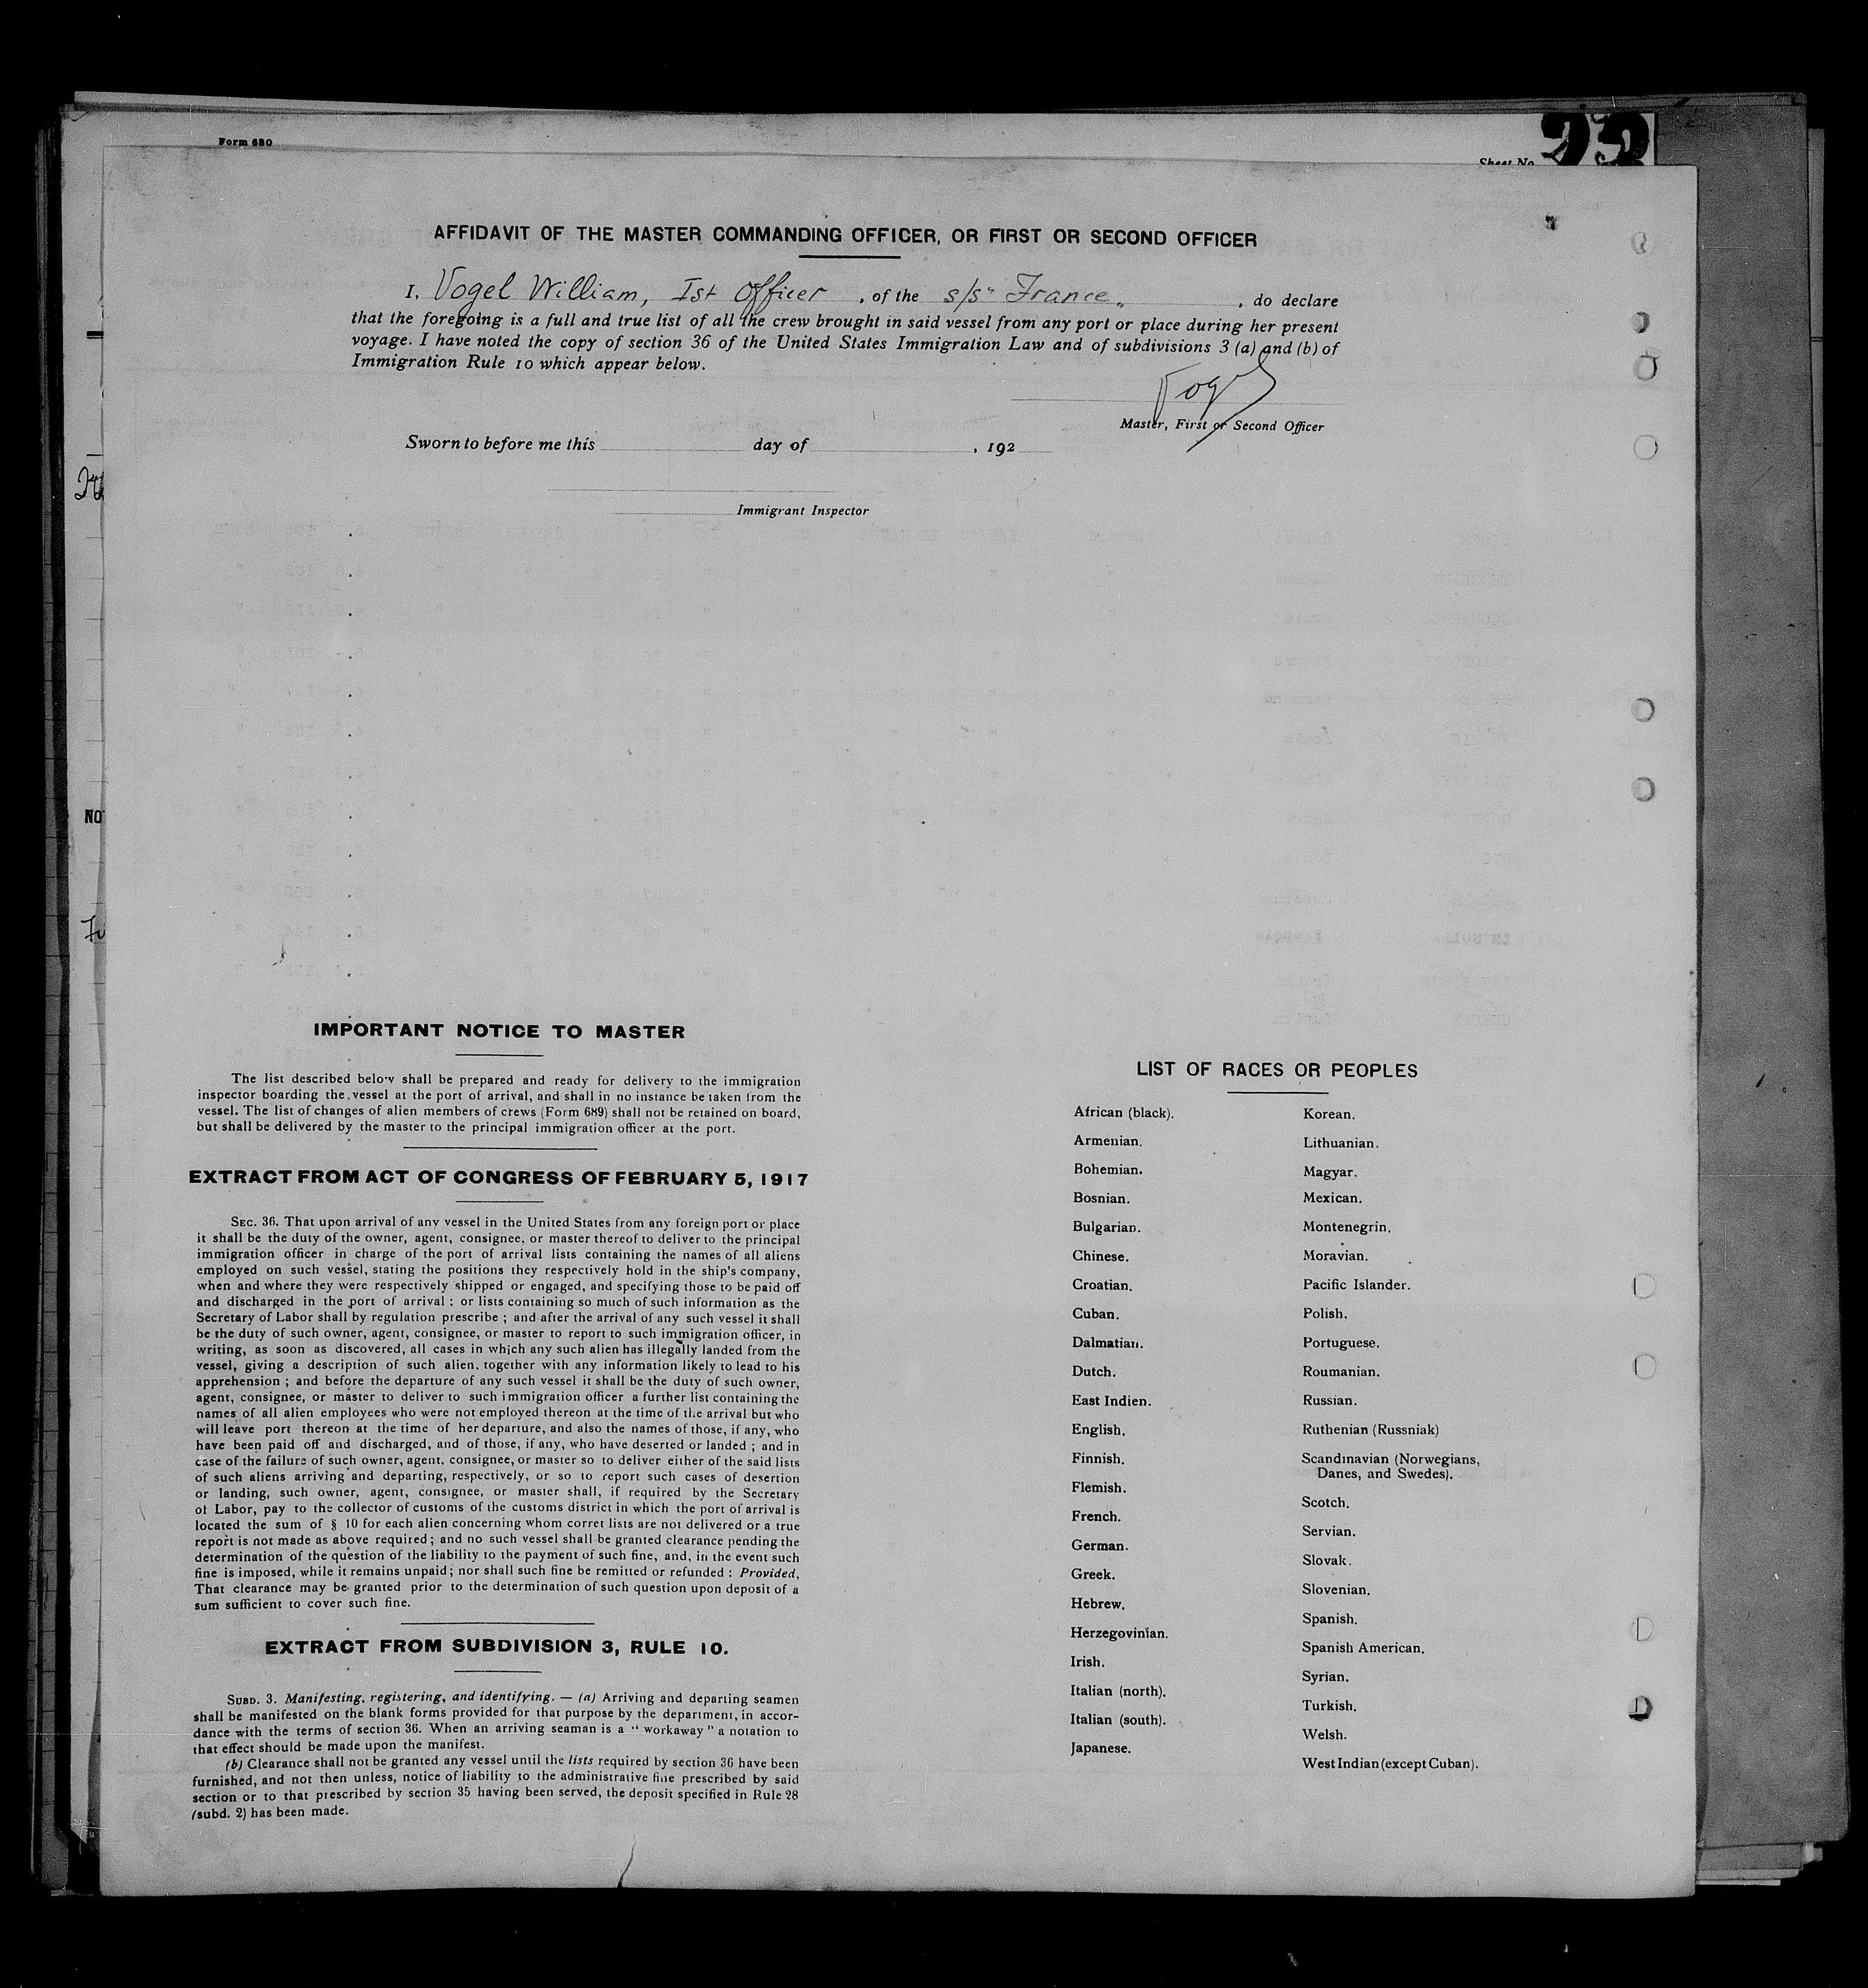 Form 680
Sheet No
AFFIDAVIT OF THE MASTER COMMANDING OFFICER, OR FIRST OR SECOND OFFICER
I, Vogel William, Ist Officer , of the s/s "France" , do declare
that the foregoing is a full and true list of all the crew brought in said vessel from any port or place during her present
voyage. I have noted the copy of section 36 of the United States Immigration Law and of subdivisions 3 (a) and (b) of
Immigration Rule 10 which appear below.
Vogel
Master, First or Second Officer
Sworn to before me this day of , 192
Immigrant Inspector
NO
IMPORTANT NOTICE TO MASTER
The list described below shall be prepared and ready for delivery to the immigration
inspector boarding the vessel at the port of arrival, and shall in no instance be taken from the
vessel. The list of changes of alien members of crews (Form 689) shall not be retained on board,
but shall be delivered by the master to the principal immigration officer at the port.
EXTRACT FROM ACT OF CONGRESS OF FEBRUARY 5, 1917
SEC. 36. That upon arrival of any vessel in the United States from any foreign port or place
it shall be the duty of the owner, agent, consignee, or master thereof to deliver to the principal
immigration officer in charge of the port of arrival lists containing the names of all aliens
employed on such vessel, stating the positions they respectively hold in the ship's company,
when and where they were respectively shipped or engaged, and specifying those to be paid off
and discharged in the port of arrival ; or lists containing so much of such information as the
Secretary of Labor shall by regulation prescribe ; and after the arrival of any such vessel it shall
be the duty of such owner, agent, consignee, or master to report to such immigration officer, in
writing, as soon as discovered, all cases in which any such alien has illegally landed from the
vessel, giving a description of such alien, together with any information likely to lead to his
apprehension ; and before the departure of any such vessel it shall be the duty of such owner,
agent, consignee, or master to deliver to such immigration officer a further list containing the
names of all alien employees who were not employed thereon at the time of the arrival but who
will leave port thereon at the time of her departure, and also the names of those, if any, who
have been paid off and discharged, and of those, if any, who have deserted or landed ; and in
case of the failure of such owner, agent, consignee, or master so to deliver either of the said lists
of such aliens arriving and departing, respectively, or so to report such cases of desertion
or landing, such owner, agent, consignee, or master shall, if required by the Secretary
of Labor, pay to the collector of customs of the customs district in which the port of arrival is
located the sum of § 10 for each alien concerning whom corret lists are not delivered or a true
report is not made as above required ; and no such vessel shall be granted clearance pending the
determination of the question of the liability to the payment of such fine, and, in the event such
fine is imposed, while it remains unpaid ; nor shall such fine be remitted or refunded : Provided,
That clearance may be granted prior to the determination of such question upon deposit of a
sum sufficient to cover such fine.
EXTRACT FROM SUBDIVISION 3, RULE 10.
SUBD. 3. Manifesting, registering, and identifying. — (a) Arriving and departing seamen
shall be manifested on the blank forms provided for that purpose by the department, in accor-
dance with the terms of section 36. When an arriving seaman is a " workaway " a notation to
that effect should be made upon the manifest.
(b) Clearance shall not be granted any vessel until the lists required by section 36 have been
furnished, and not then unless, notice of liability to the administrative fine prescribed by said
section or to that prescribed by section 35 having been served, the deposit specified in Rule 28
(subd. 2) has been made.
LIST OF RACES OR PEOPLES
African (black).
Armenian.
Bohemian.
Bosnian.
Bulgarian.
Chinese.
Croatian.
Cuban.
Dalmatian.
Dutch.
East Indien.
English.
Finnish.
Flemish.
French.
German.
Greek.
Hebrew.
Herzegovinian.
Irish.
Italian (north).
Italian (south).
Japanese.
Korean.
Lithuanian.
Magyar.
Mexican.
Montenegrin.
Moravian.
Pacific Islander.
Polish.
Portuguese.
Roumanian.
Russian.
Ruthenian (Russniak)
Scandinavian (Norwegians,
Danes, and Swedes).
Scotch.
Servian.
Slovak.
Slovenian.
Spanish.
Spanish American.
Syrian.
Turkish.
Welsh.
West Indian (except Cuban).